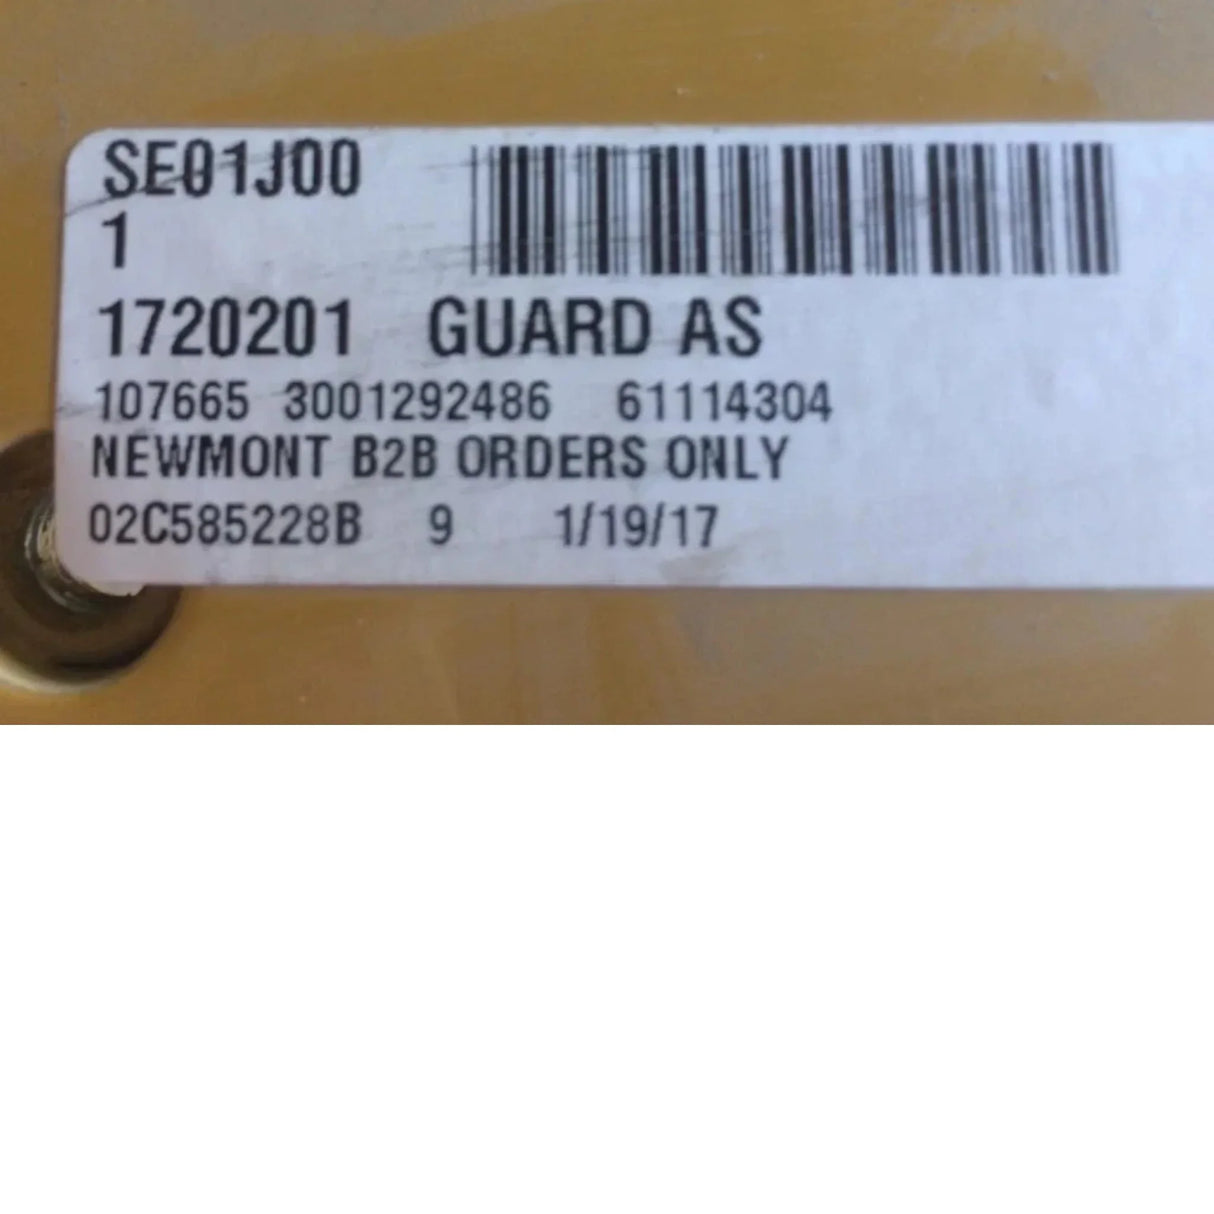 SE01J00
1
1720201 GUARD AS
107665 3001292486 61114304
NEWMONT B2B ORDERS ONLY
02C585228B 9 1/19/17